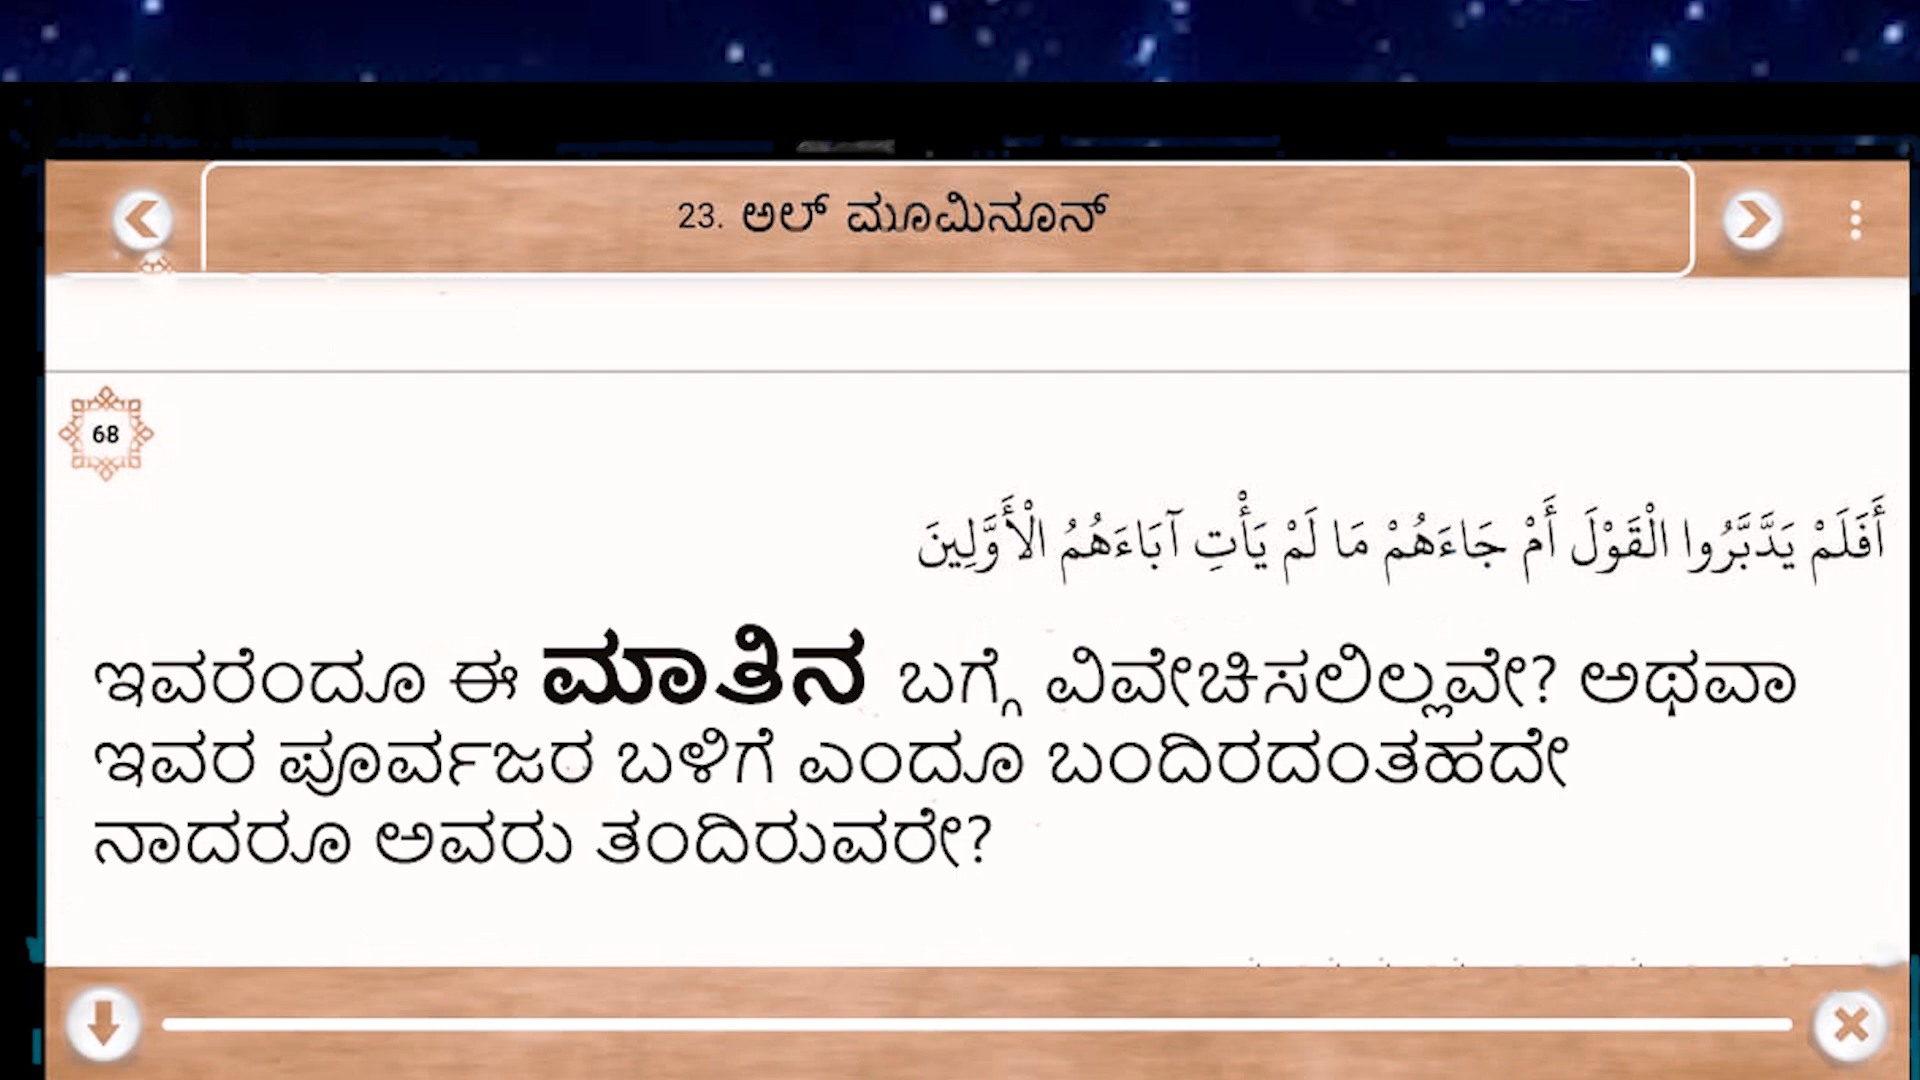 23. ಅಲ್ ಮೂಮಿನೂನ್
68
أَفَلَمْ يَدَّبَّرُوا الْقَوْلَ أَمْ جَاءَهُمْ مَا لَمْ يَأْتِ آبَاءَهُمُ الْأَوَّلِينَ
ಇವರೆಂದೂ ಈ ಮಾತಿನ ಬಗ್ಗೆ ವಿವೇಚಿಸಲಿಲ್ಲವೇ? ಅಥವಾ
ಇವರ ಪೂರ್ವಜರ ಬಳಿಗೆ ಎಂದೂ ಬಂದಿರದಂತಹದೇ
ನಾದರೂ ಅವರು ತಂದಿರುವರೇ?